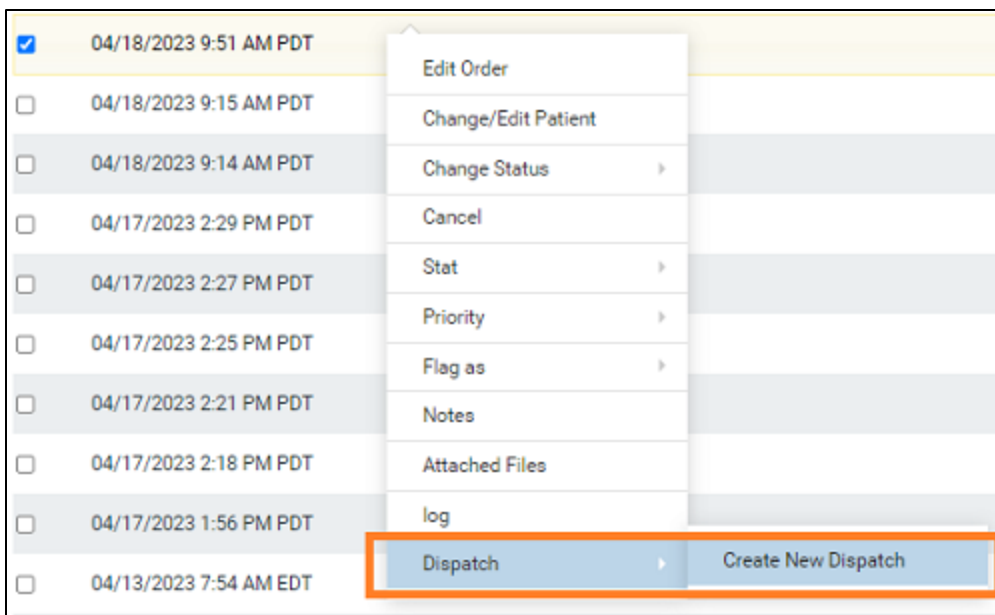 04/18/2023 9:51 AM PDT
04/18/2023 9:15 AM PDT
04/18/2023 9:14 AM PDT
04/17/2023 2:29 PM PDT
04/17/2023 2:27 PM PDT
04/17/2023 2:25 PM PDT
04/17/2023 2:21 PM PDT
04/17/2023 2:18 PM PDT
04/17/2023 1:56 PM PDT
04/13/2023 7:54 AM EDT
Edit Order
Change/Edit Patient
Change Status
Cancel
Stat
Priority
Flag as
Notes
Attached Files
log
Dispatch
Create New Dispatch